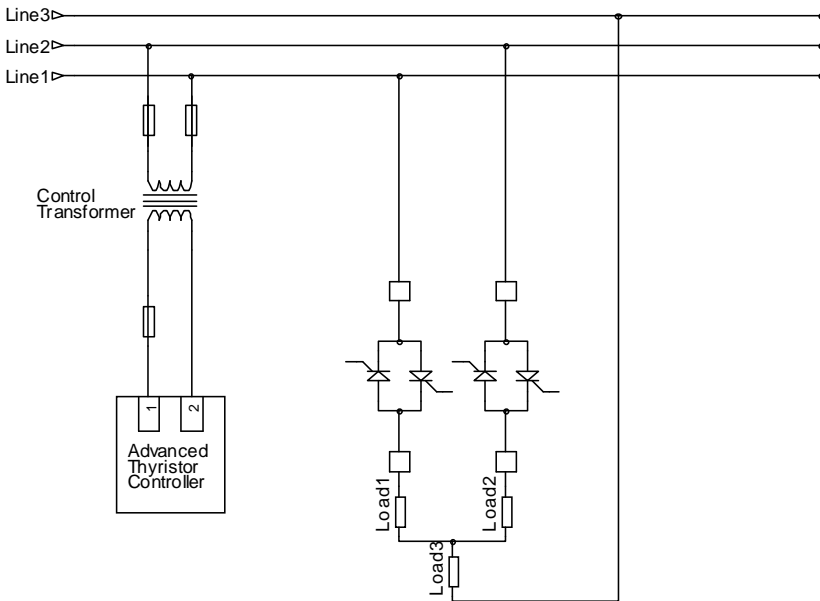 Line3
Line2
Line1
Control
Transformer
1
2
Advanced
Thyristor
Controller
Load1
Load2
Load3